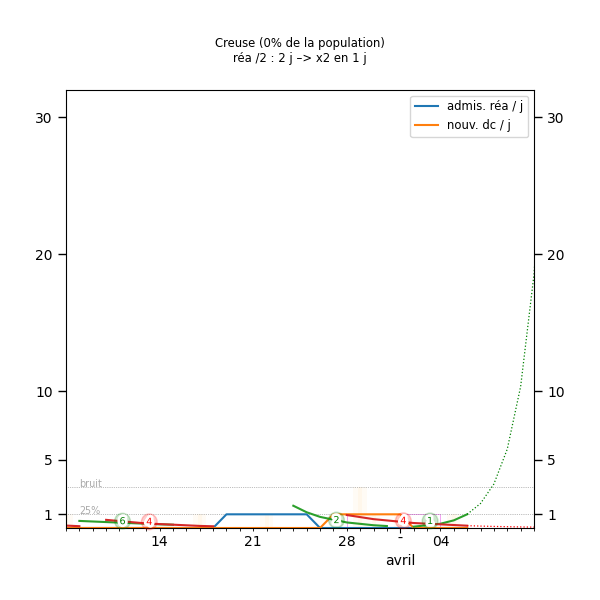 Creuse (0% de la population)
réa /2 : 2 j –> x2 en 1 j
admis. réa / j
nouv. dc / j
30 30
20 20
10 10
5 5
bruit
25%
1 1
6 4 2 4 1
14 21 28 - 04
avril